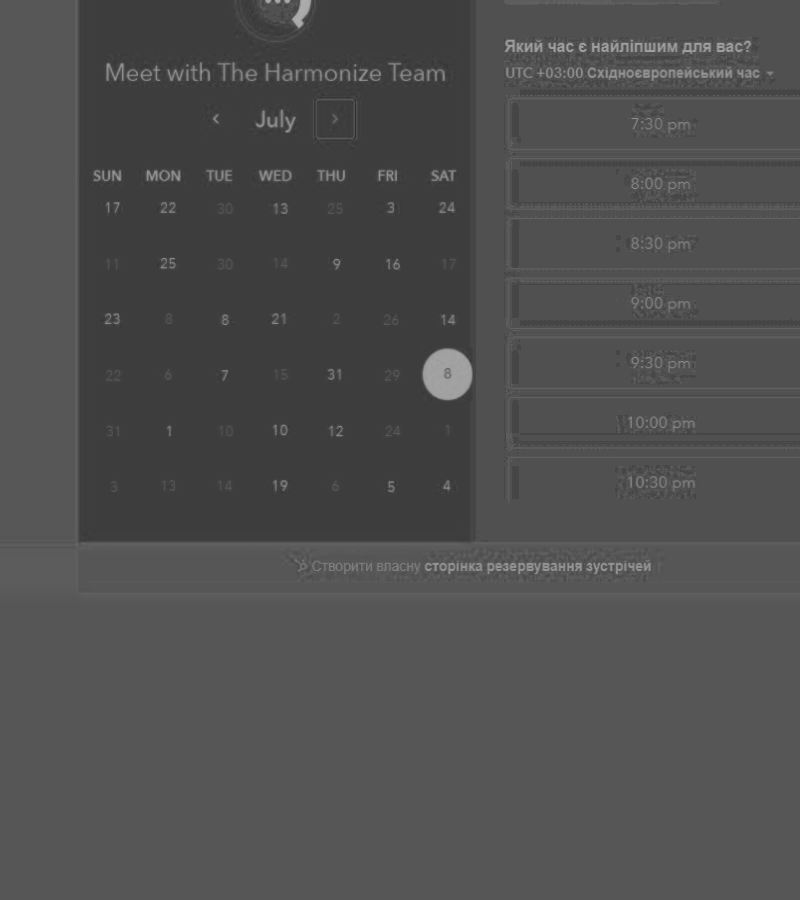 Meet with The Harmonize Team
July
SUN MON TUE WED THU FRI SAT
17 22 30 13 25 3 24
11 25 30 14 9 16 17
23 8 8 21 2 26 14
22 6 7 15 31 29 8
31 1 10 10 12 24 1
3 13 14 19 6 5 4
Який час є найліпшим для вас?
UTC +03:00 Східноєвропейський час
7:30 pm
8:00 pm
8:30 pm
9:00 pm
9:30 pm
10:00 pm
10:30 pm
Створити власну сторінка резервування зустрічей